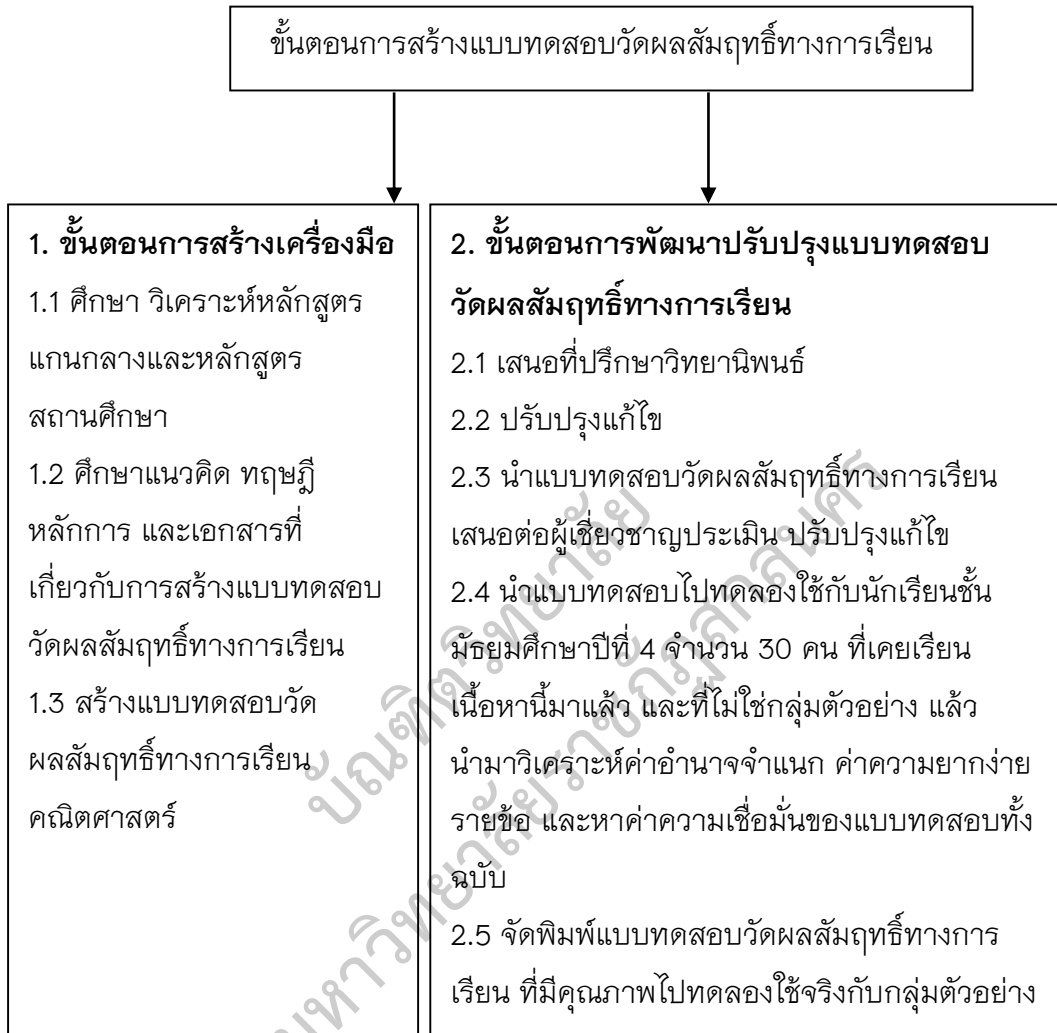 ขั้นตอนการสร้างแบบทดสอบวัดผลสัมฤทธิ์ทางการเรียน
1. ขั้นตอนการสร้างเครื่องมือ
1.1 ศึกษา วิเคราะห์หลักสูตร
แกนกลางและหลักสูตร
สถานศึกษา
1.2 ศึกษาแนวคิด ทฤษฎี
หลักการ และเอกสารที่
เกี่ยวกับการสร้างแบบทดสอบ
วัดผลสัมฤทธิ์ทางการเรียน
1.3 สร้างแบบทดสอบวัด
ผลสัมฤทธิ์ทางการเรียน
คณิตศาสตร์
2. ขั้นตอนการพัฒนาปรับปรุงแบบทดสอบ
วัดผลสัมฤทธิ์ทางการเรียน
2.1 เสนอที่ปรึกษาวิทยานิพนธ์
2.2 ปรับปรุงแก้ไข
2.3 นำแบบทดสอบวัดผลสัมฤทธิ์ทางการเรียน
เสนอต่อผู้เชี่ยวชาญประเมิน ปรับปรุงแก้ไข
2.4 นำแบบทดสอบไปทดลองใช้กับนักเรียนชั้น
มัธยมศึกษาปีที่ 4 จำนวน 30 คน ที่เคยเรียน
เนื้อหานี้มาแล้ว และที่ไม่ใช่กลุ่มตัวอย่าง แล้ว
นำมาวิเคราะห์ค่าอำนาจจำแนก ค่าความยากง่าย
รายข้อ และหาค่าความเชื่อมั่นของแบบทดสอบทั้ง
ฉบับ
2.5 จัดพิมพ์แบบทดสอบวัดผลสัมฤทธิ์ทางการ
เรียน ที่มีคุณภาพไปทดลองใช้จริงกับกลุ่มตัวอย่าง
บัณฑิตวิทยาลัย
มหาวิทยาลัยราชภัฏสกลนคร